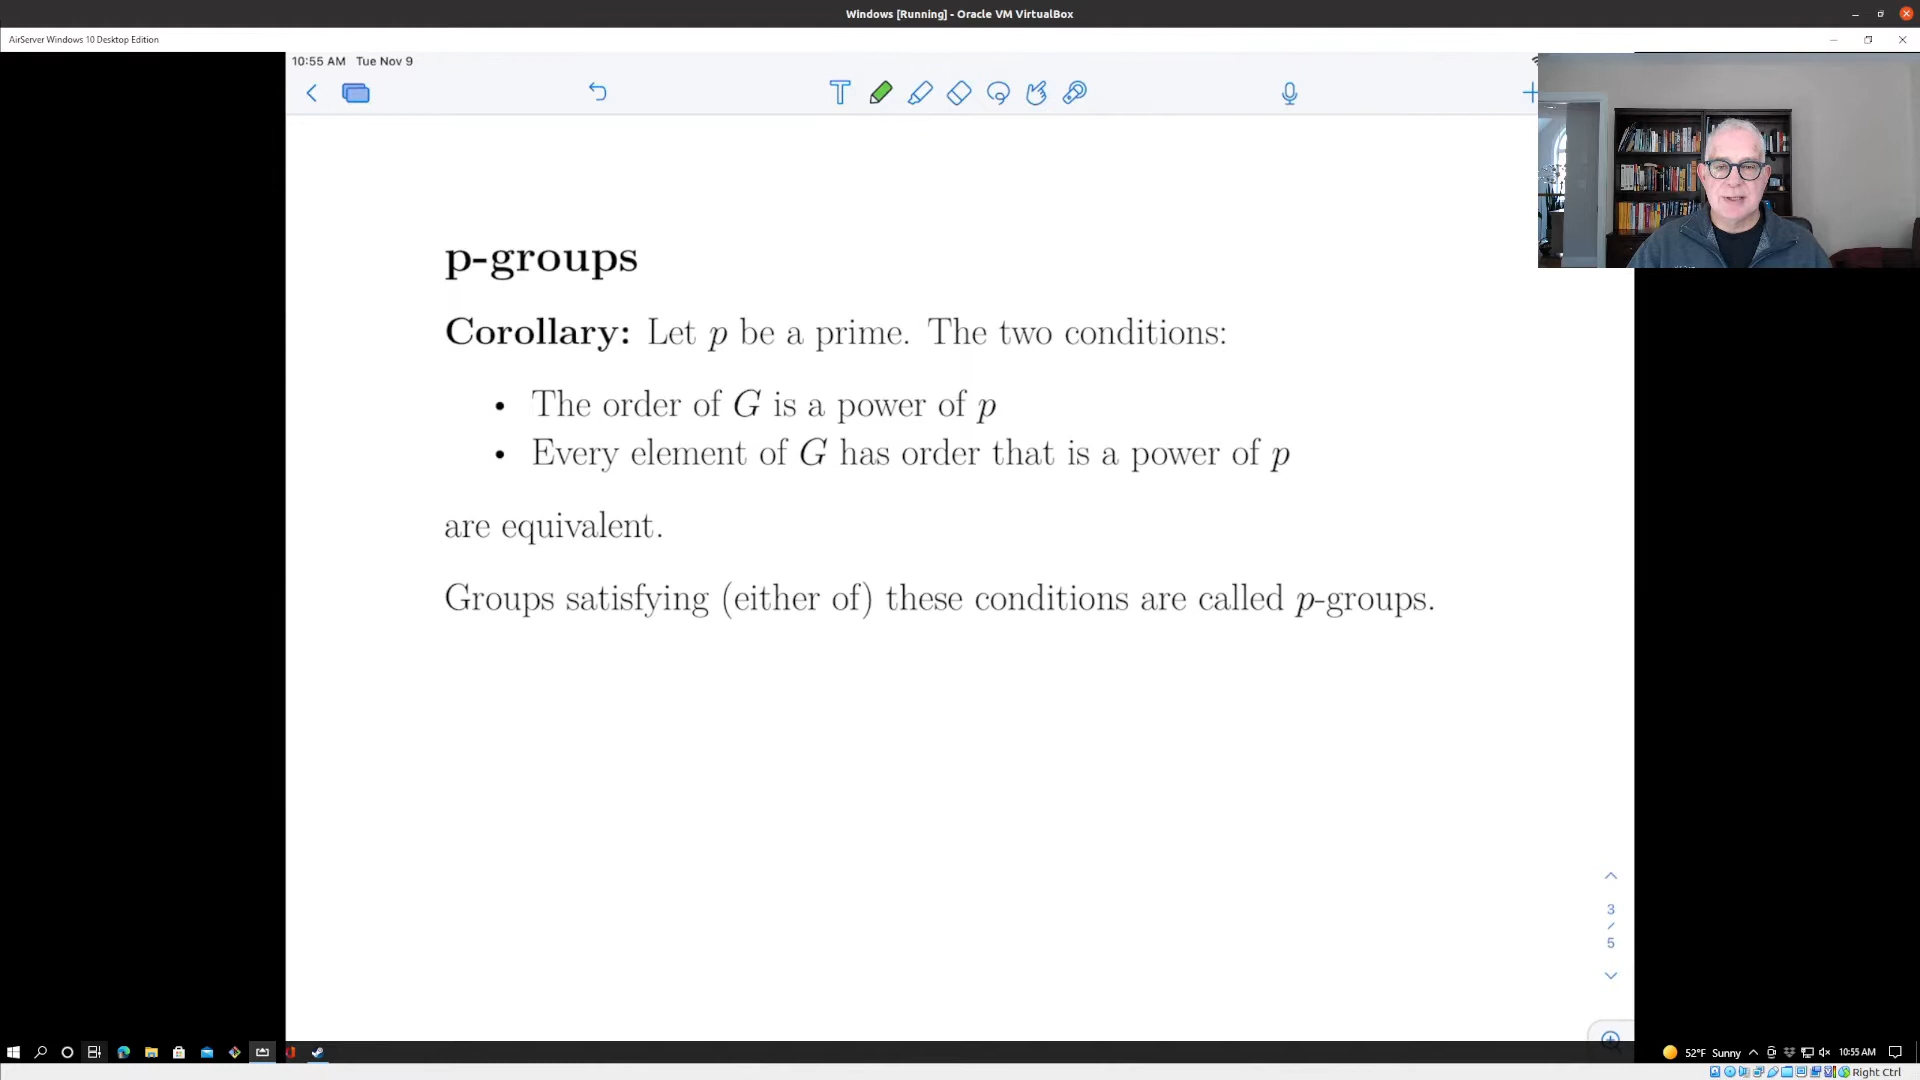 Windows [Running] - Oracle VM VirtualBox
AirServer Windows 10 Desktop Edition
10:55 AM Tue Nov 9
p-groups
Corollary: Let p be a prime. The two conditions:
• The order of G is a power of p
• Every element of G has order that is a power of p
are equivalent.
Groups satisfying (either of) these conditions are called p-groups.
3
/
5
52°F Sunny
10:55 AM
Right Ctrl